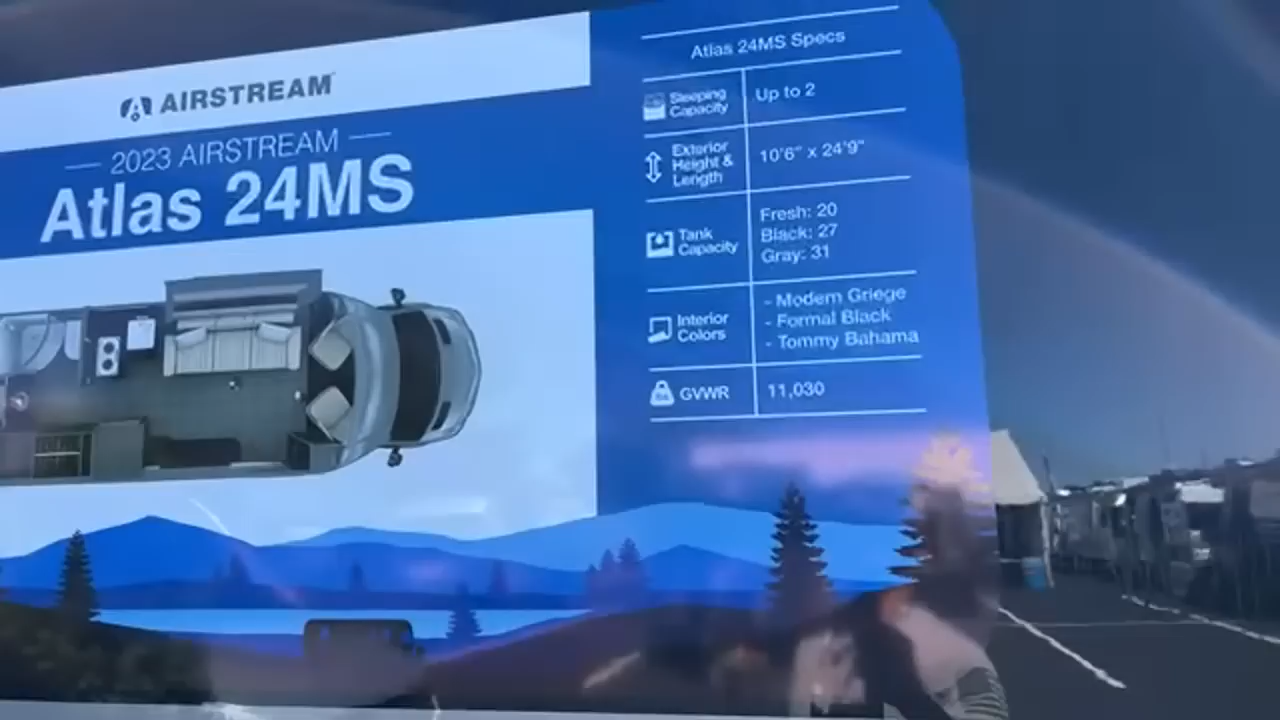 AIRSTREAM
2023 AIRSTREAM
Atlas 24MS
Atlas 24MS Specs
Sleeping
Capacity
Up to 2
Exterior
Height &
Length
10'6" x 24'9"
Tank
Capacity
Fresh: 20
Black: 27
Gray: 31
Interior
Colors
- Modern Griege
- Formal Black
- Tommy Bahama
GVWR
11,030